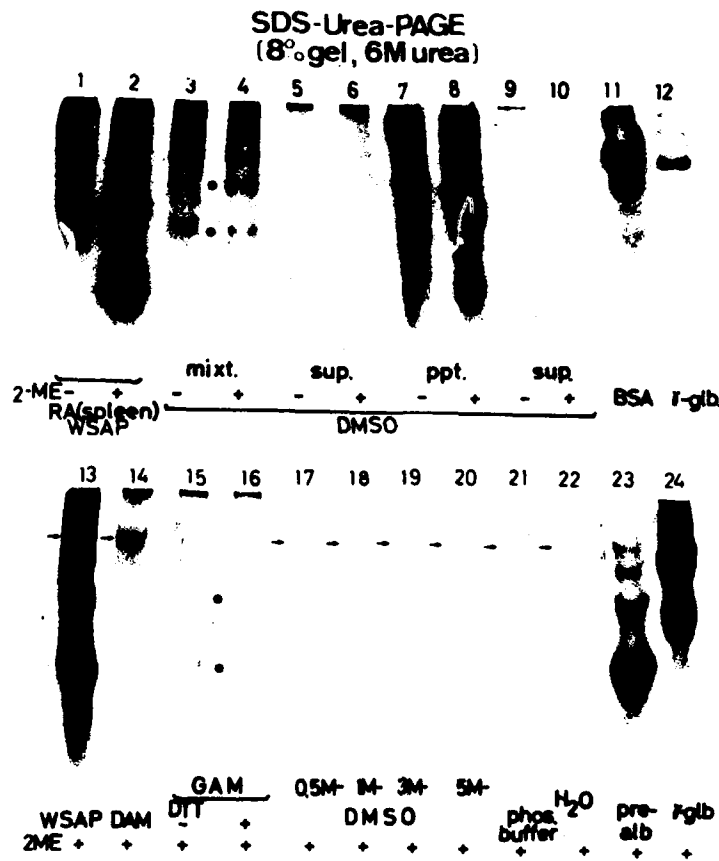 SDS-Urea-PAGE
(8% gel, 6M urea)
1 2 3 4 5 6 7 8 9 10 11 12
mixt. sup. ppt. sup.
2-ME - + - + - + - + - + BSA γ-glb.
RA(spleen)
WSAP DMSO
13 14 15 16 17 18 19 20 21 22 23 24
GAM 0,5M- 1M- 3M- 5M- H2O
WSAP DAM DTT - + DMSO phos. buffer pre-alb γ-glb
2ME + + + + + + + + + + + +